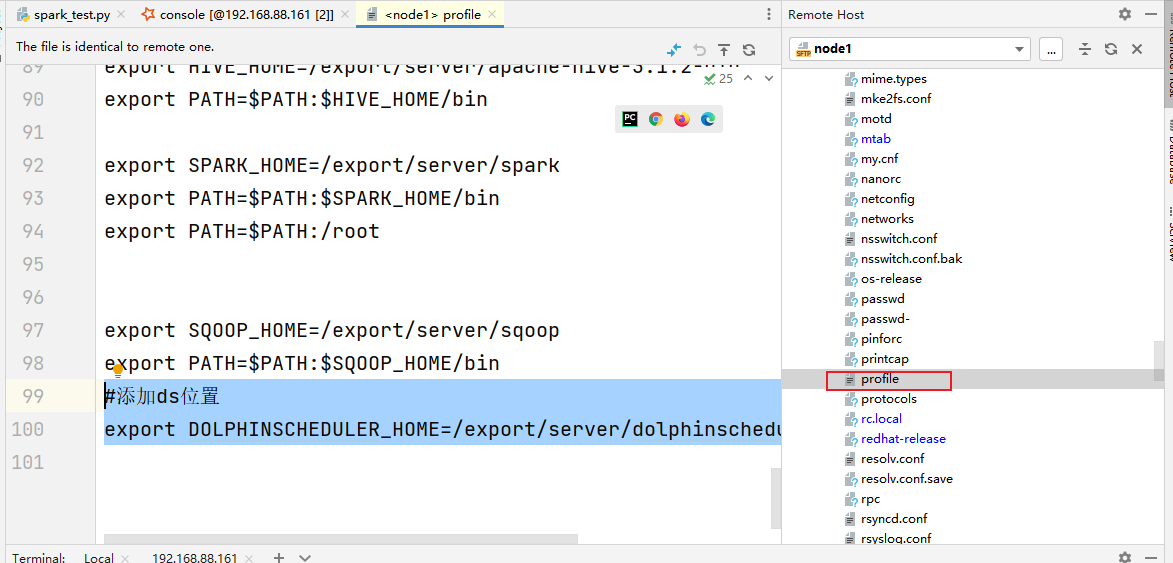 spark_test.py
console [@192.168.88.161 [2]]
<node1> profile
Remote Host
The file is identical to remote one.
node1
...
25
89 export HIVE_HOME=/export/server/apache-hive-3.1.2-bin
90 export PATH=$PATH:$HIVE_HOME/bin
91
92 export SPARK_HOME=/export/server/spark
93 export PATH=$PATH:$SPARK_HOME/bin
94 export PATH=$PATH:/root
95
96
97 export SQOOP_HOME=/export/server/sqoop
98 export PATH=$PATH:$SQOOP_HOME/bin
99 #添加ds位置
100 export DOLPHINSCHEDULER_HOME=/export/server/dolphinschedu
101
mime.types
mke2fs.conf
motd
mtab
my.cnf
nanorc
netconfig
networks
nsswitch.conf
nsswitch.conf.bak
os-release
passwd
passwd-
pinforc
printcap
profile
protocols
rc.local
redhat-release
resolv.conf
resolv.conf.save
rpc
rsyncd.conf
rsyslog.conf
Remote Host
Database
SciView
Terminal:
Local
192.168.88.161